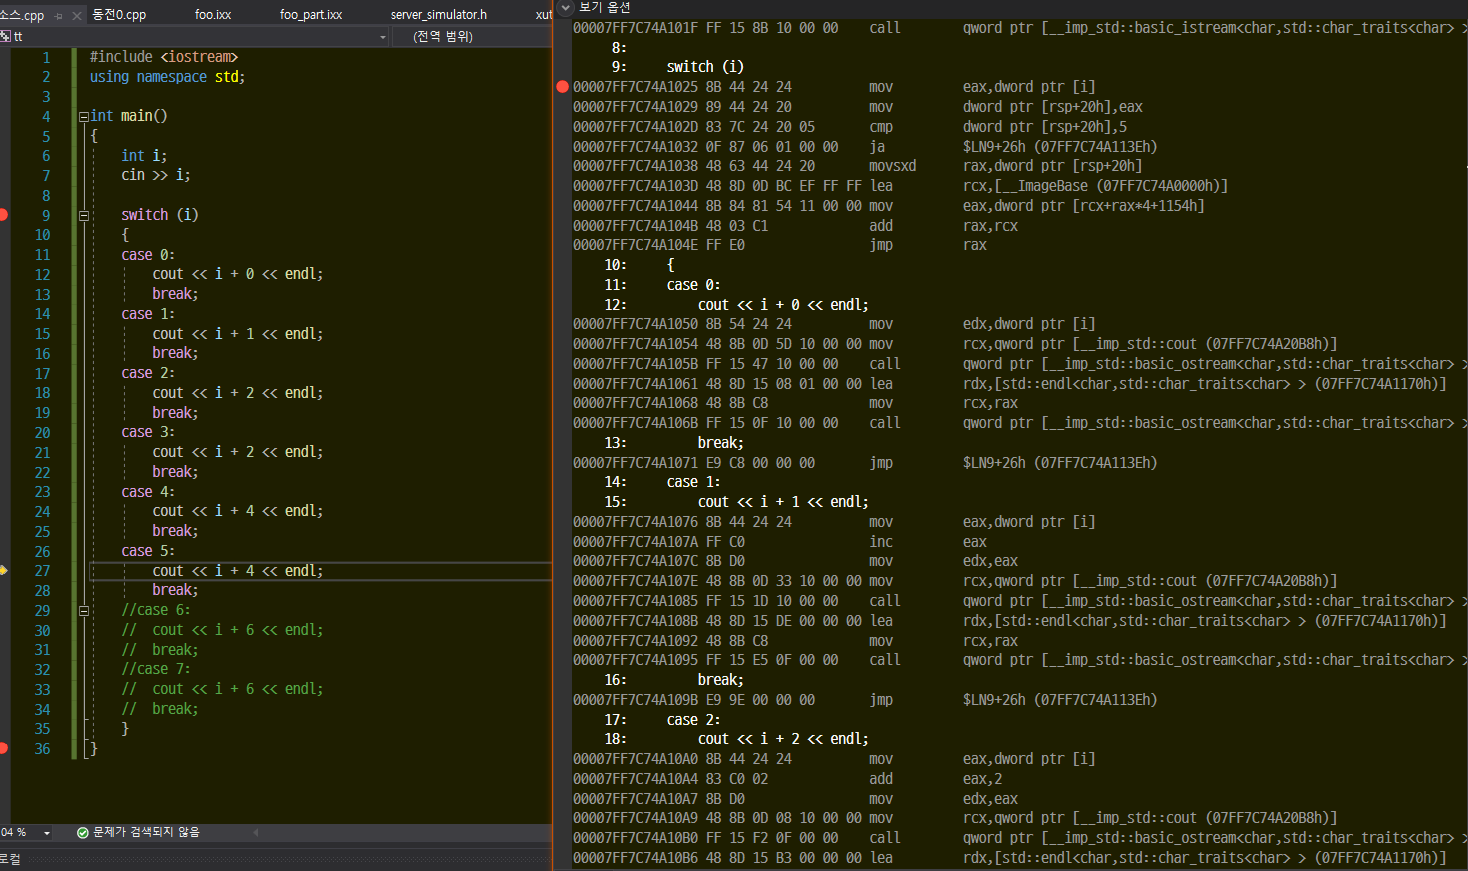 소스.cpp
동전0.cpp
foo.ixx
foo_part.ixx
server_simulator.h
xut
tt
(전역 범위)
1 #include <iostream>
2 using namespace std;
3
4 int main()
5 {
6 int i;
7 cin >> i;
8
9 switch (i)
10 {
11 case 0:
12 cout << i + 0 << endl;
13 break;
14 case 1:
15 cout << i + 1 << endl;
16 break;
17 case 2:
18 cout << i + 2 << endl;
19 break;
20 case 3:
21 cout << i + 2 << endl;
22 break;
23 case 4:
24 cout << i + 4 << endl;
25 break;
26 case 5:
27 cout << i + 4 << endl;
28 break;
29 //case 6:
30 // cout << i + 6 << endl;
31 // break;
32 //case 7:
33 // cout << i + 6 << endl;
34 // break;
35 }
36 }
04 %
문제가 검색되지 않음
로컬
보기 옵션
00007FF7C74A101F FF 15 8B 10 00 00 call qword ptr [__imp_std::basic_istream<char,std::char_traits<char> >
8:
9: switch (i)
00007FF7C74A1025 8B 44 24 24 mov eax,dword ptr [i]
00007FF7C74A1029 89 44 24 20 mov dword ptr [rsp+20h],eax
00007FF7C74A102D 83 7C 24 20 05 cmp dword ptr [rsp+20h],5
00007FF7C74A1032 0F 87 06 01 00 00 ja $LN9+26h (07FF7C74A113Eh)
00007FF7C74A1038 48 63 44 24 20 movsxd rax,dword ptr [rsp+20h]
00007FF7C74A103D 48 8D 0D BC EF FF FF lea rcx,[__ImageBase (07FF7C74A0000h)]
00007FF7C74A1044 8B 84 81 54 11 00 00 mov eax,dword ptr [rcx+rax*4+1154h]
00007FF7C74A104B 48 03 C1 add rax,rcx
00007FF7C74A104E FF E0 jmp rax
10: {
11: case 0:
12: cout << i + 0 << endl;
00007FF7C74A1050 8B 54 24 24 mov edx,dword ptr [i]
00007FF7C74A1054 48 8B 0D 5D 10 00 00 mov rcx,qword ptr [__imp_std::cout (07FF7C74A20B8h)]
00007FF7C74A105B FF 15 47 10 00 00 call qword ptr [__imp_std::basic_ostream<char,std::char_traits<char> >
00007FF7C74A1061 48 8D 15 08 01 00 00 lea rdx,[std::endl<char,std::char_traits<char> > (07FF7C74A1170h)]
00007FF7C74A1068 48 8B C8 mov rcx,rax
00007FF7C74A106B FF 15 0F 10 00 00 call qword ptr [__imp_std::basic_ostream<char,std::char_traits<char> >
13: break;
00007FF7C74A1071 E9 C8 00 00 00 jmp $LN9+26h (07FF7C74A113Eh)
14: case 1:
15: cout << i + 1 << endl;
00007FF7C74A1076 8B 44 24 24 mov eax,dword ptr [i]
00007FF7C74A107A FF C0 inc eax
00007FF7C74A107C 8B D0 mov edx,eax
00007FF7C74A107E 48 8B 0D 33 10 00 00 mov rcx,qword ptr [__imp_std::cout (07FF7C74A20B8h)]
00007FF7C74A1085 FF 15 1D 10 00 00 call qword ptr [__imp_std::basic_ostream<char,std::char_traits<char> >
00007FF7C74A108B 48 8D 15 DE 00 00 00 lea rdx,[std::endl<char,std::char_traits<char> > (07FF7C74A1170h)]
00007FF7C74A1092 48 8B C8 mov rcx,rax
00007FF7C74A1095 FF 15 E5 0F 00 00 call qword ptr [__imp_std::basic_ostream<char,std::char_traits<char> >
16: break;
00007FF7C74A109B E9 9E 00 00 00 jmp $LN9+26h (07FF7C74A113Eh)
17: case 2:
18: cout << i + 2 << endl;
00007FF7C74A10A0 8B 44 24 24 mov eax,dword ptr [i]
00007FF7C74A10A4 83 C0 02 add eax,2
00007FF7C74A10A7 8B D0 mov edx,eax
00007FF7C74A10A9 48 8B 0D 08 10 00 00 mov rcx,qword ptr [__imp_std::cout (07FF7C74A20B8h)]
00007FF7C74A10B0 FF 15 F2 0F 00 00 call qword ptr [__imp_std::basic_ostream<char,std::char_traits<char> >
00007FF7C74A10B6 48 8D 15 B3 00 00 00 lea rdx,[std::endl<char,std::char_traits<char> > (07FF7C74A1170h)]